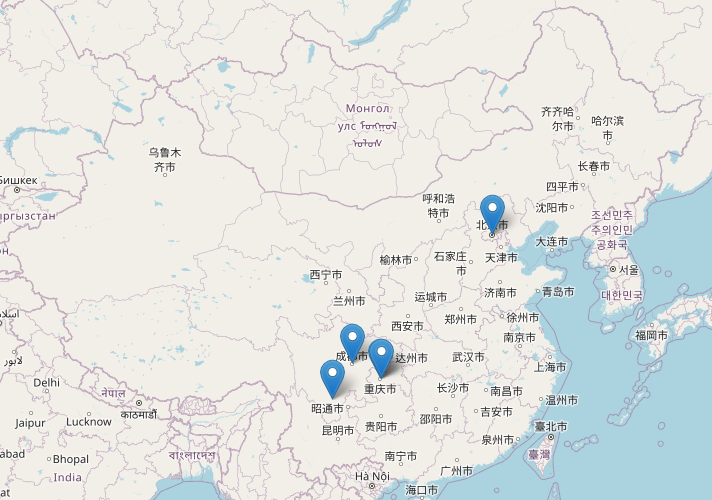 Монгол
улс ᠮᠣᠩᠭᠣᠯ
ᠤᠯᠤᠰ
齐齐哈
尔市
哈尔滨
市
乌鲁木
齐市
长春市
Бишкек
四平市
ыргызстан
呼和浩
特市
沈阳市
北京市
조선민주
주의인민
공화국
大连市
石家庄
市
天津市
榆林市
서울
西宁市
济南市
青岛市
대한민국
兰州市
运城市
郑州市
徐州市
西安市
南京市
福岡市
成都市
达州市
武汉市
上海市
Delhi
नेपाल
重庆市
长沙市
南昌市
温州市
काठमाडौँ
昭通市
吉安市
Jaipur
Lucknow
邵阳市
臺北市
昆明市
贵阳市
泉州市
Bhopal
বাংলাদেশ
臺灣
南宁市
广州市
India
Hà Nội
海口市